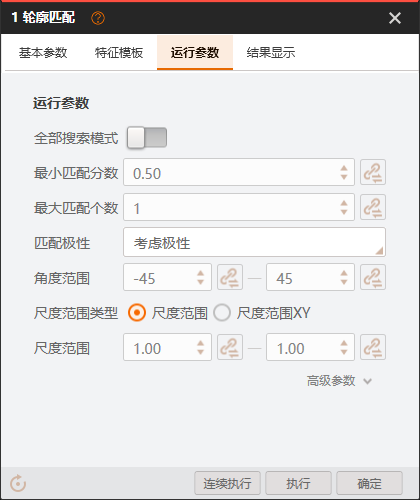 1 轮廓匹配
基本参数 特征模板 运行参数 结果显示
运行参数
全部搜索模式
最小匹配分数 0.50
最大匹配个数 1
匹配极性 考虑极性
角度范围 -45 — 45
尺度范围类型 尺度范围 尺度范围XY
尺度范围 1.00 — 1.00
高级参数
连续执行 执行 确定